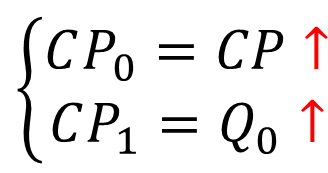 CP₀ = CP ↑
CP₁ = Q₀ ↑